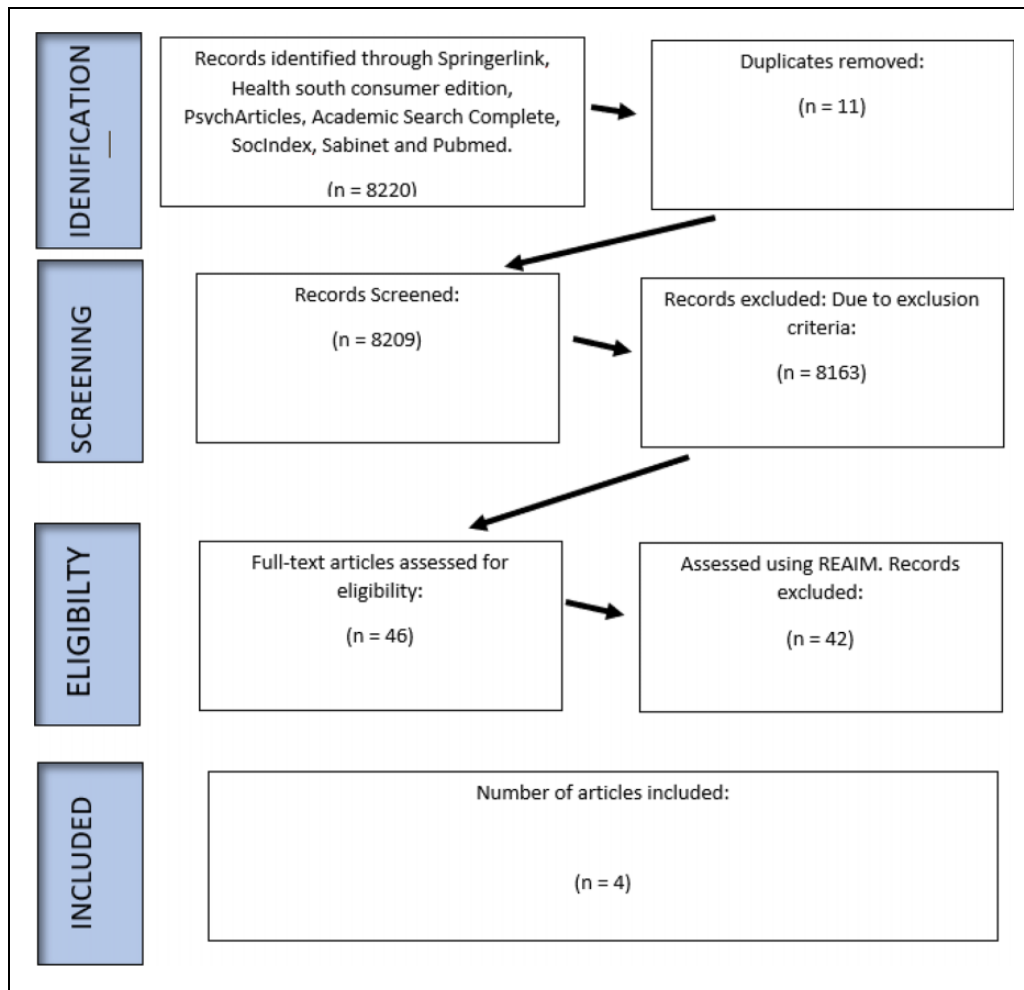 IDENIFICATION
Records identified through Springerlink,
Health south consumer edition,
PsychArticles, Academic Search Complete,
SocIndex, Sabinet and Pubmed.
(n = 8220)
Duplicates removed:
(n = 11)
SCREENING
Records Screened:
(n = 8209)
Records excluded: Due to exclusion
criteria:
(n = 8163)
ELIGIBILTY
Full-text articles assessed for
eligibility:
(n = 46)
Assessed using REAIM. Records
excluded:
(n = 42)
INCLUDED
Number of articles included:
(n = 4)